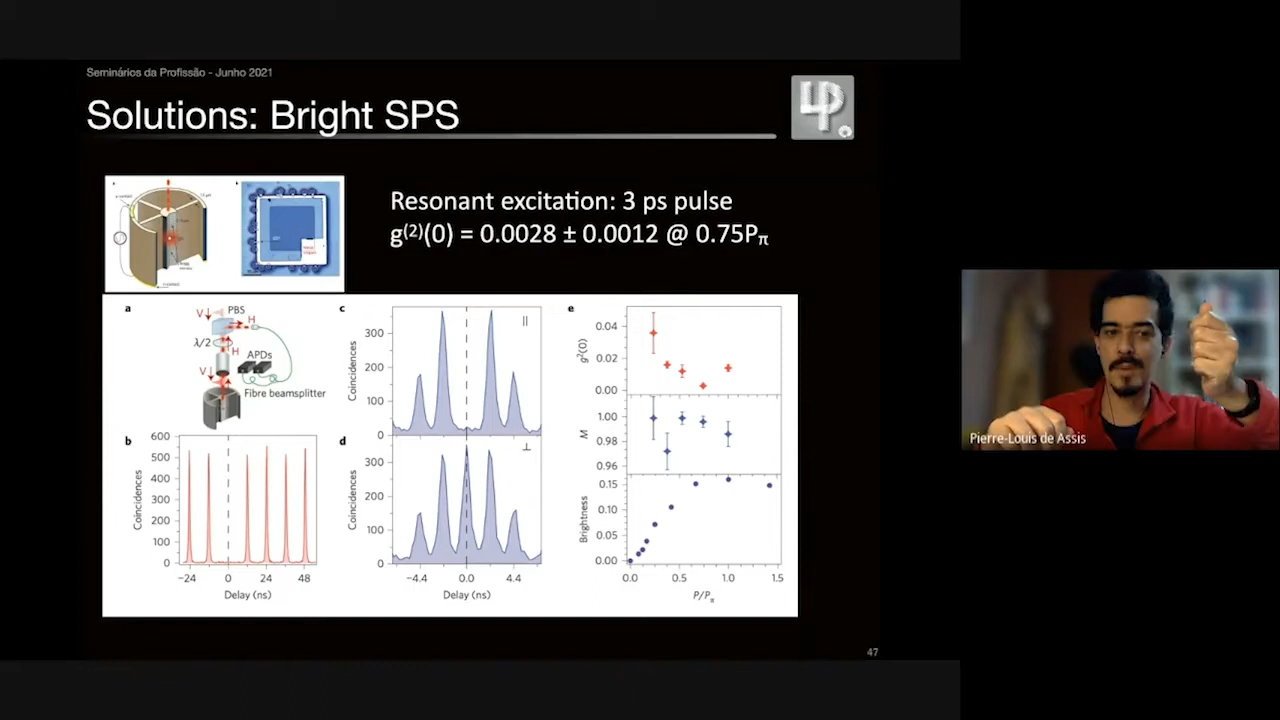 Seminários da Profissão - Junho 2021
Solutions: Bright SPS
Resonant excitation: 3 ps pulse
g⁽²⁾(0) = 0.0028 ± 0.0012 @ 0.75Pπ
a
V
PBS
H
λ/2
H
APDs
V
Fibre beamsplitter
b
600
500
400
300
200
100
0
Coincidences
−24 0 24 48
Delay (ns)
c
||
300
200
100
0
Coincidences
d
⊥
300
200
100
0
Coincidences
−4.4 0.0 4.4
Delay (ns)
e
0.04
0.02
0.00
g²(0)
1.00
0.98
0.96
M
0.15
0.10
0.05
0.00
Brightness
0.0 0.5 1.0 1.5
P/Pπ
Pierre-Louis de Assis
47